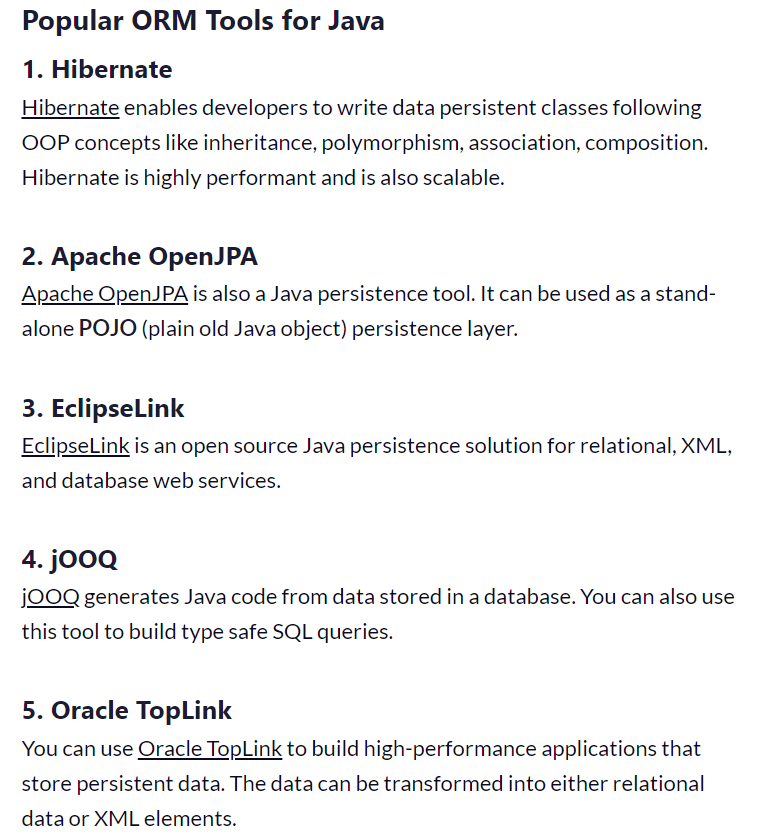 Popular ORM Tools for Java
1. Hibernate
Hibernate enables developers to write data persistent classes following
OOP concepts like inheritance, polymorphism, association, composition.
Hibernate is highly performant and is also scalable.
2. Apache OpenJPA
Apache OpenJPA is also a Java persistence tool. It can be used as a stand-
alone POJO (plain old Java object) persistence layer.
3. EclipseLink
EclipseLink is an open source Java persistence solution for relational, XML,
and database web services.
4. jOOQ
jOOQ generates Java code from data stored in a database. You can also use
this tool to build type safe SQL queries.
5. Oracle TopLink
You can use Oracle TopLink to build high-performance applications that
store persistent data. The data can be transformed into either relational
data or XML elements.